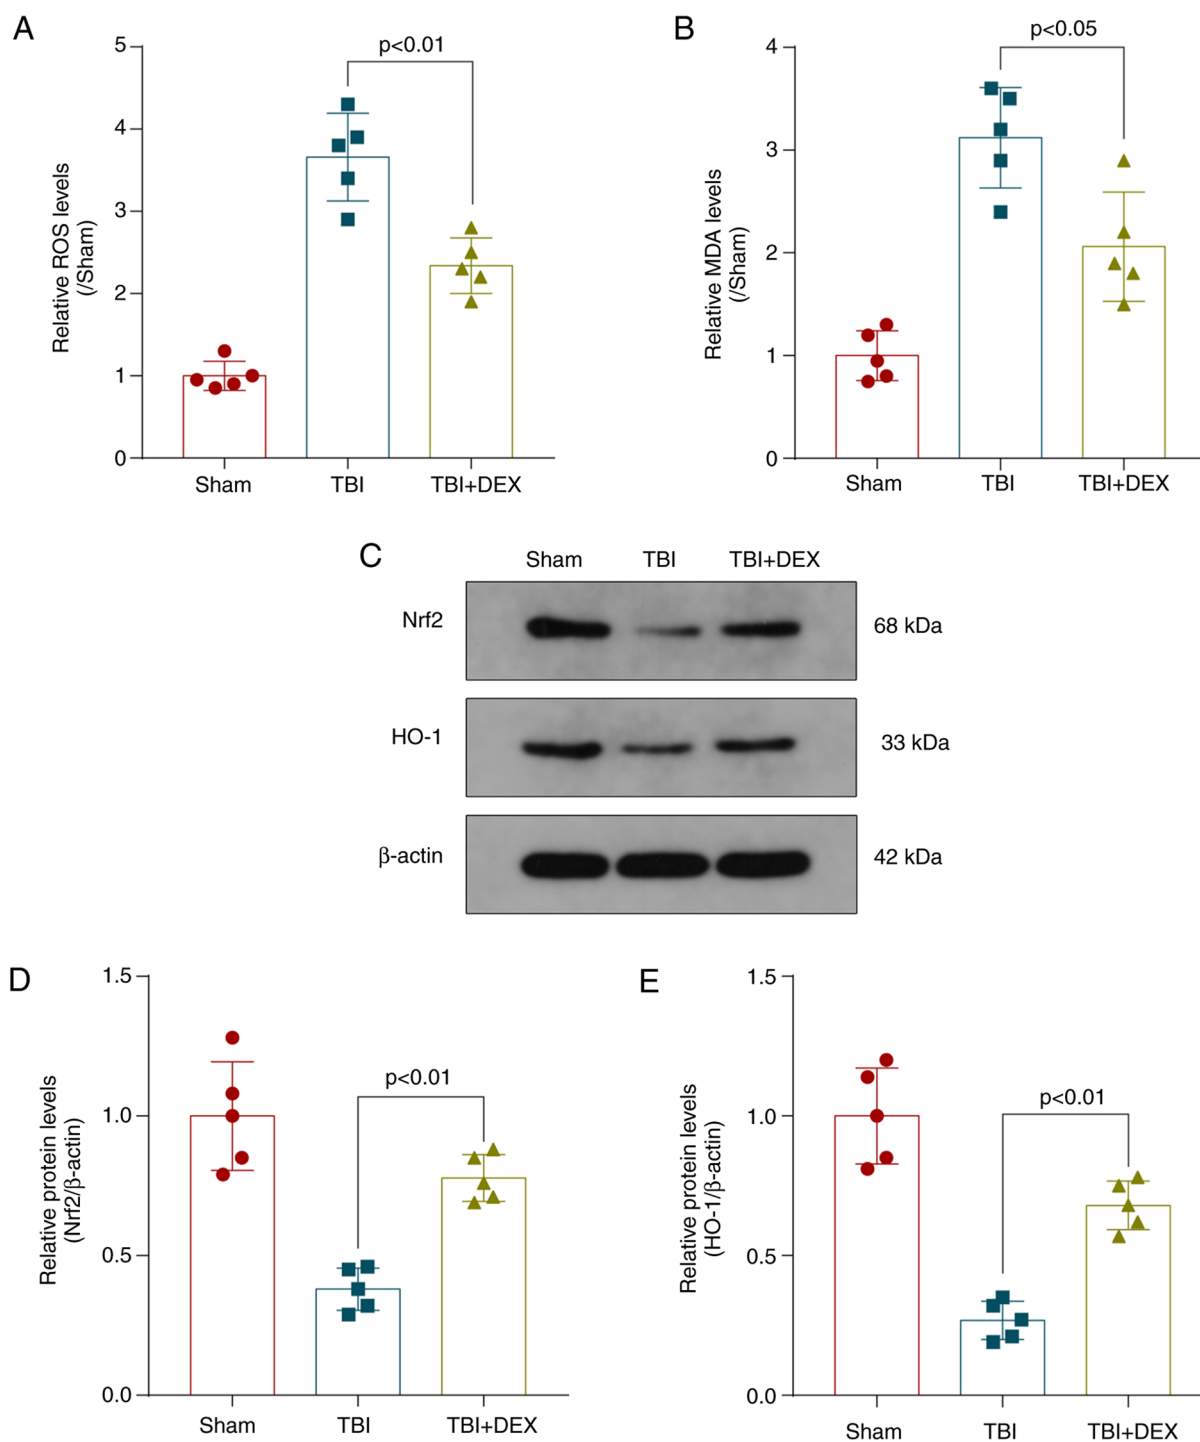 A
Relative ROS levels
(/Sham)
5
4
3
2
1
0
p<0.01
Sham TBI TBI+DEX
B
Relative MDA levels
(/Sham)
4
3
2
1
0
p<0.05
Sham TBI TBI+DEX
C
Sham TBI TBI+DEX
Nrf2 68 kDa
HO-1 33 kDa
β-actin 42 kDa
D
Relative protein levels
(Nrf2/β-actin)
1.5
1.0
0.5
0.0
p<0.01
Sham TBI TBI+DEX
E
Relative protein levels
(HO-1/β-actin)
1.5
1.0
0.5
0.0
p<0.01
Sham TBI TBI+DEX